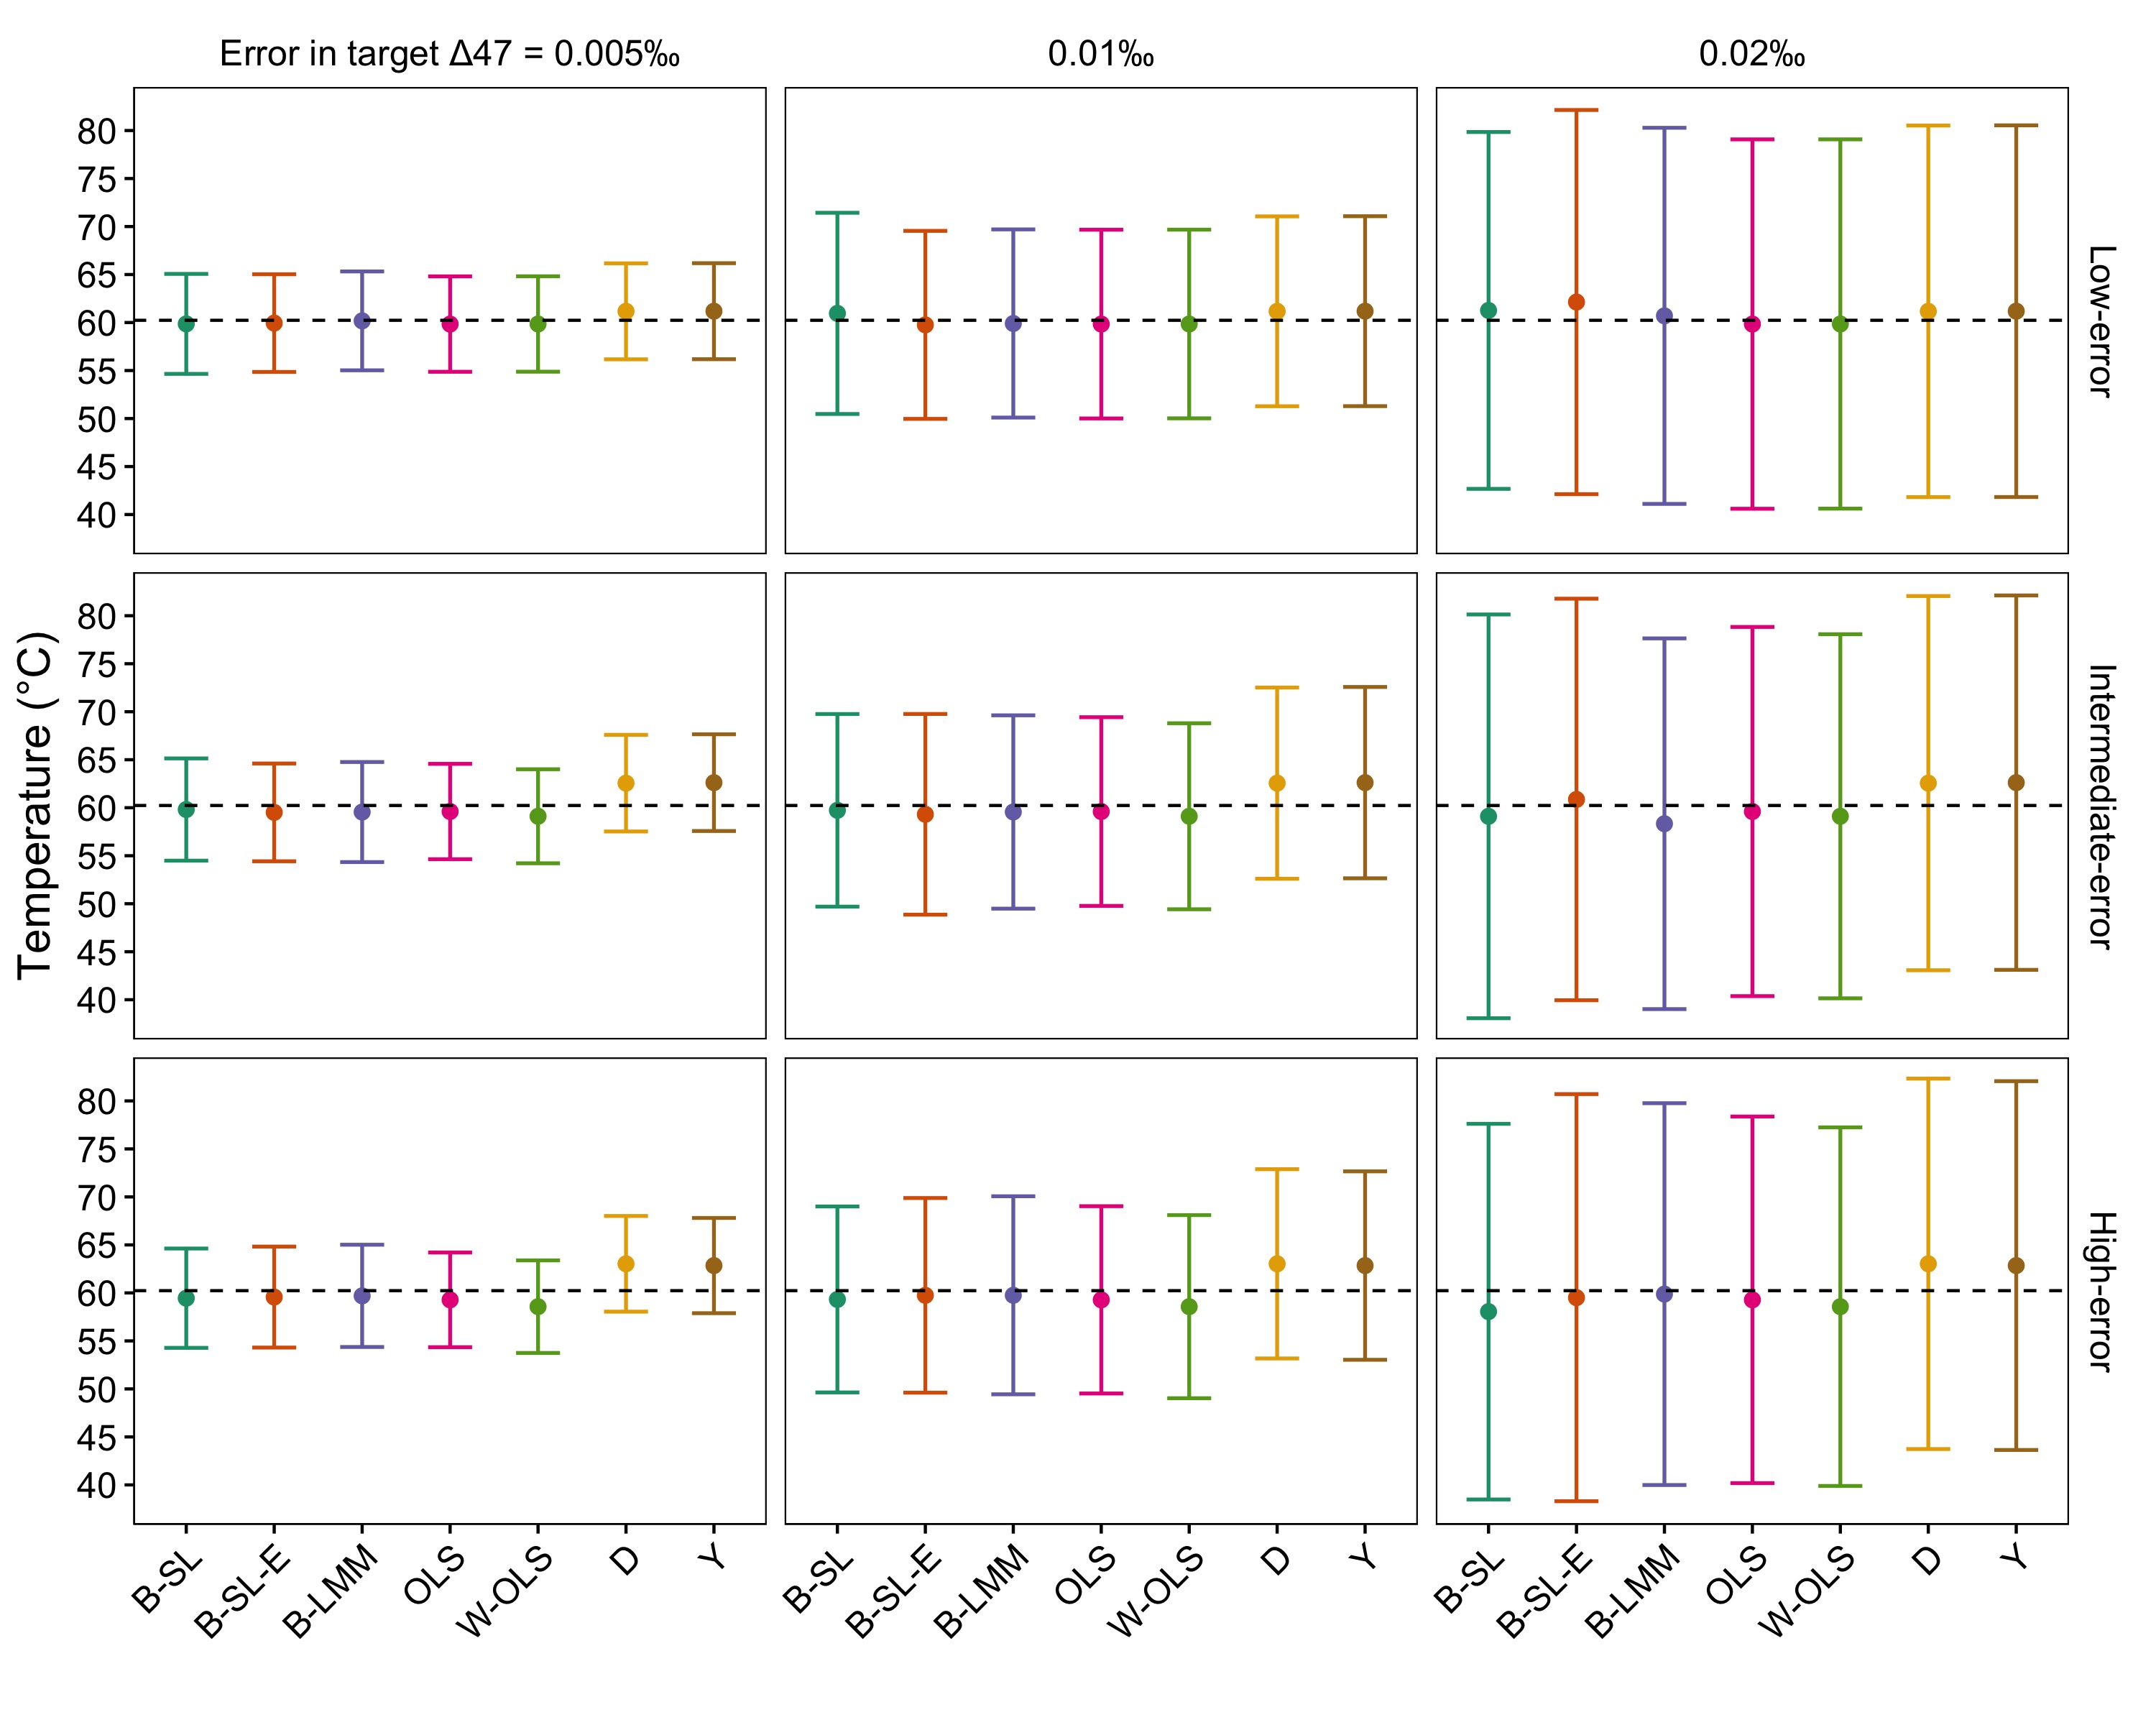 Error in target Δ47 = 0.005‰
0.01‰
0.02‰
80
75
70
65
60
55
50
45
40
Low-error
80
75
70
65
60
55
50
45
40
Intermediate-error
80
75
70
65
60
55
50
45
40
High-error
Temperature (°C)
B-SL
B-SL-E
B-LMM
OLS
W-OLS
D
Y
B-SL
B-SL-E
B-LMM
OLS
W-OLS
D
Y
B-SL
B-SL-E
B-LMM
OLS
W-OLS
D
Y